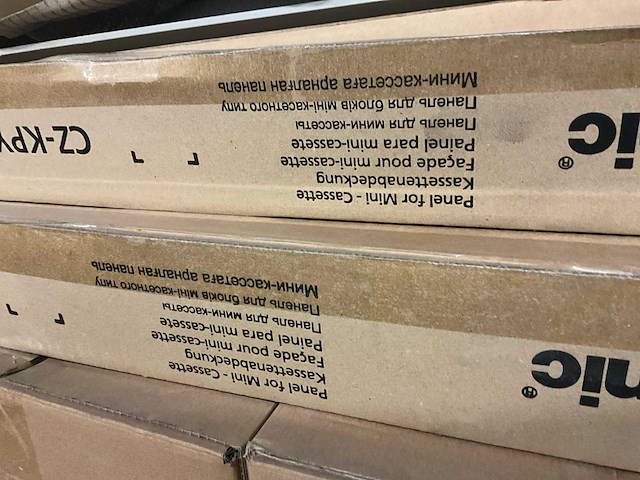 nic®
Panel for Mini - Cassette
Kassettenabdeckung
Façade pour mini-cassette
Painel para mini-cassete
Панель для мини-кассеты
Панель для блоків міні-касетного типу
Мини-кассетаға арналған панель
CZ-KPY
nic®
Panel for Mini - Cassette
Kassettenabdeckung
Façade pour mini-cassette
Painel para mini-cassete
Панель для мини-кассеты
Панель для блоків міні-касетного типу
Мини-кассетаға арналған панель